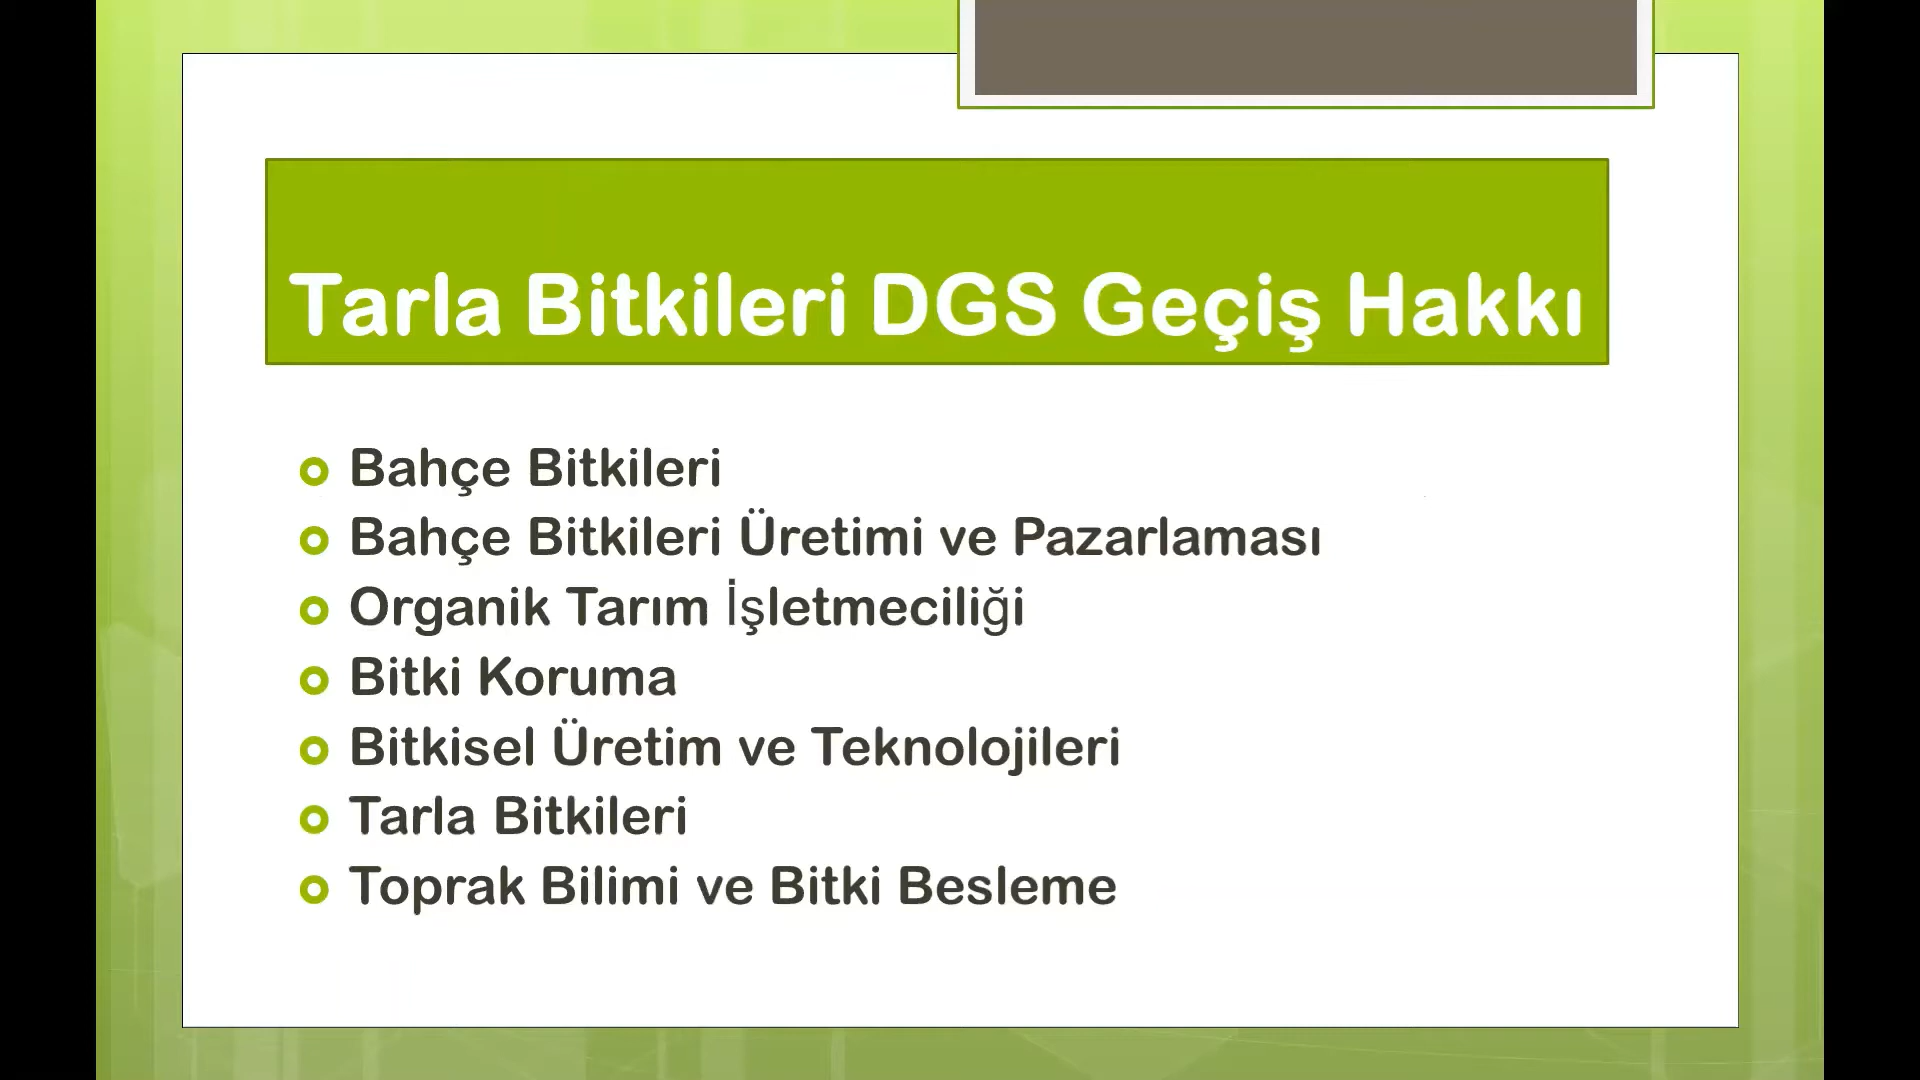 Tarla Bitkileri DGS Geçiş Hakkı
Bahçe Bitkileri
Bahçe Bitkileri Üretimi ve Pazarlaması
Organik Tarım İşletmeciliği
Bitki Koruma
Bitkisel Üretim ve Teknolojileri
Tarla Bitkileri
Toprak Bilimi ve Bitki Besleme